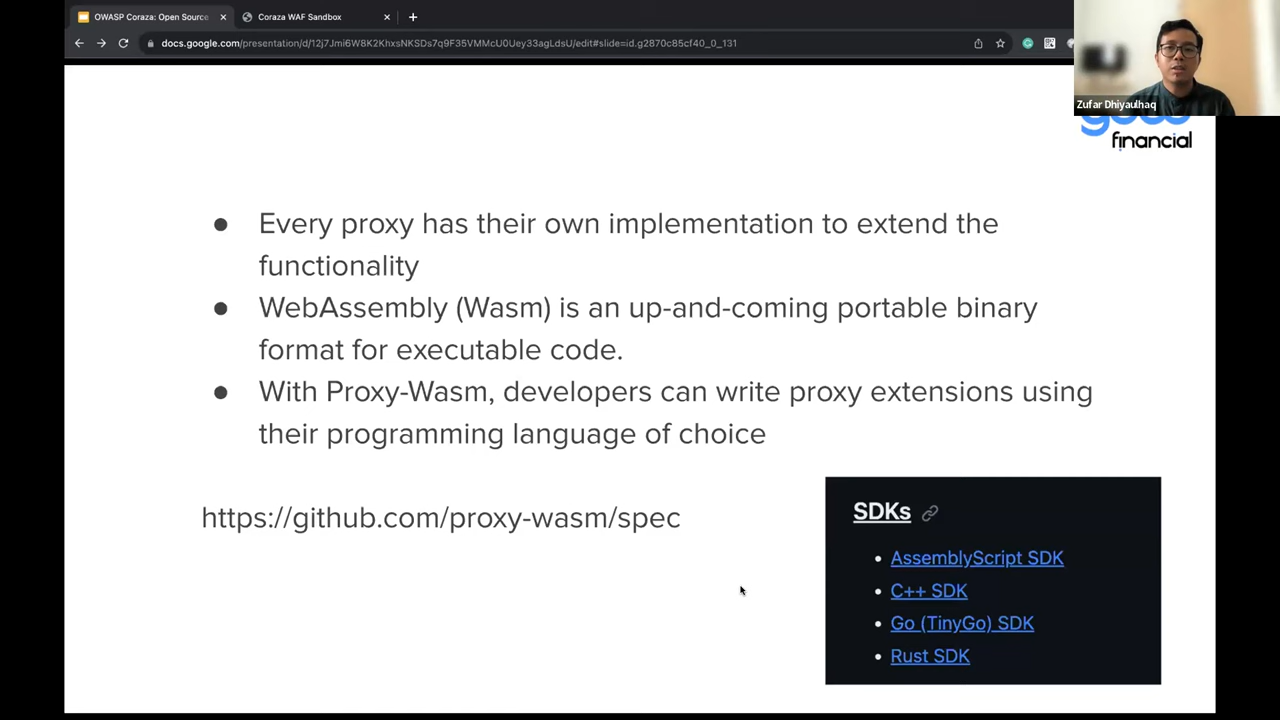 OWASP Coraza: Open Source
Coraza WAF Sandbox
docs.google.com/presentation/d/12j7Jmi6W8K2KhxsNKSDs7q9F35VMMcU0Uey33agLdsU/edit#slide=id.g2870c85cf40_0_131
Zufar Dhiyaulhaq
financial
● Every proxy has their own implementation to extend the
functionality
● WebAssembly (Wasm) is an up-and-coming portable binary
format for executable code.
● With Proxy-Wasm, developers can write proxy extensions using
their programming language of choice
https://github.com/proxy-wasm/spec
SDKs
• AssemblyScript SDK
• C++ SDK
• Go (TinyGo) SDK
• Rust SDK